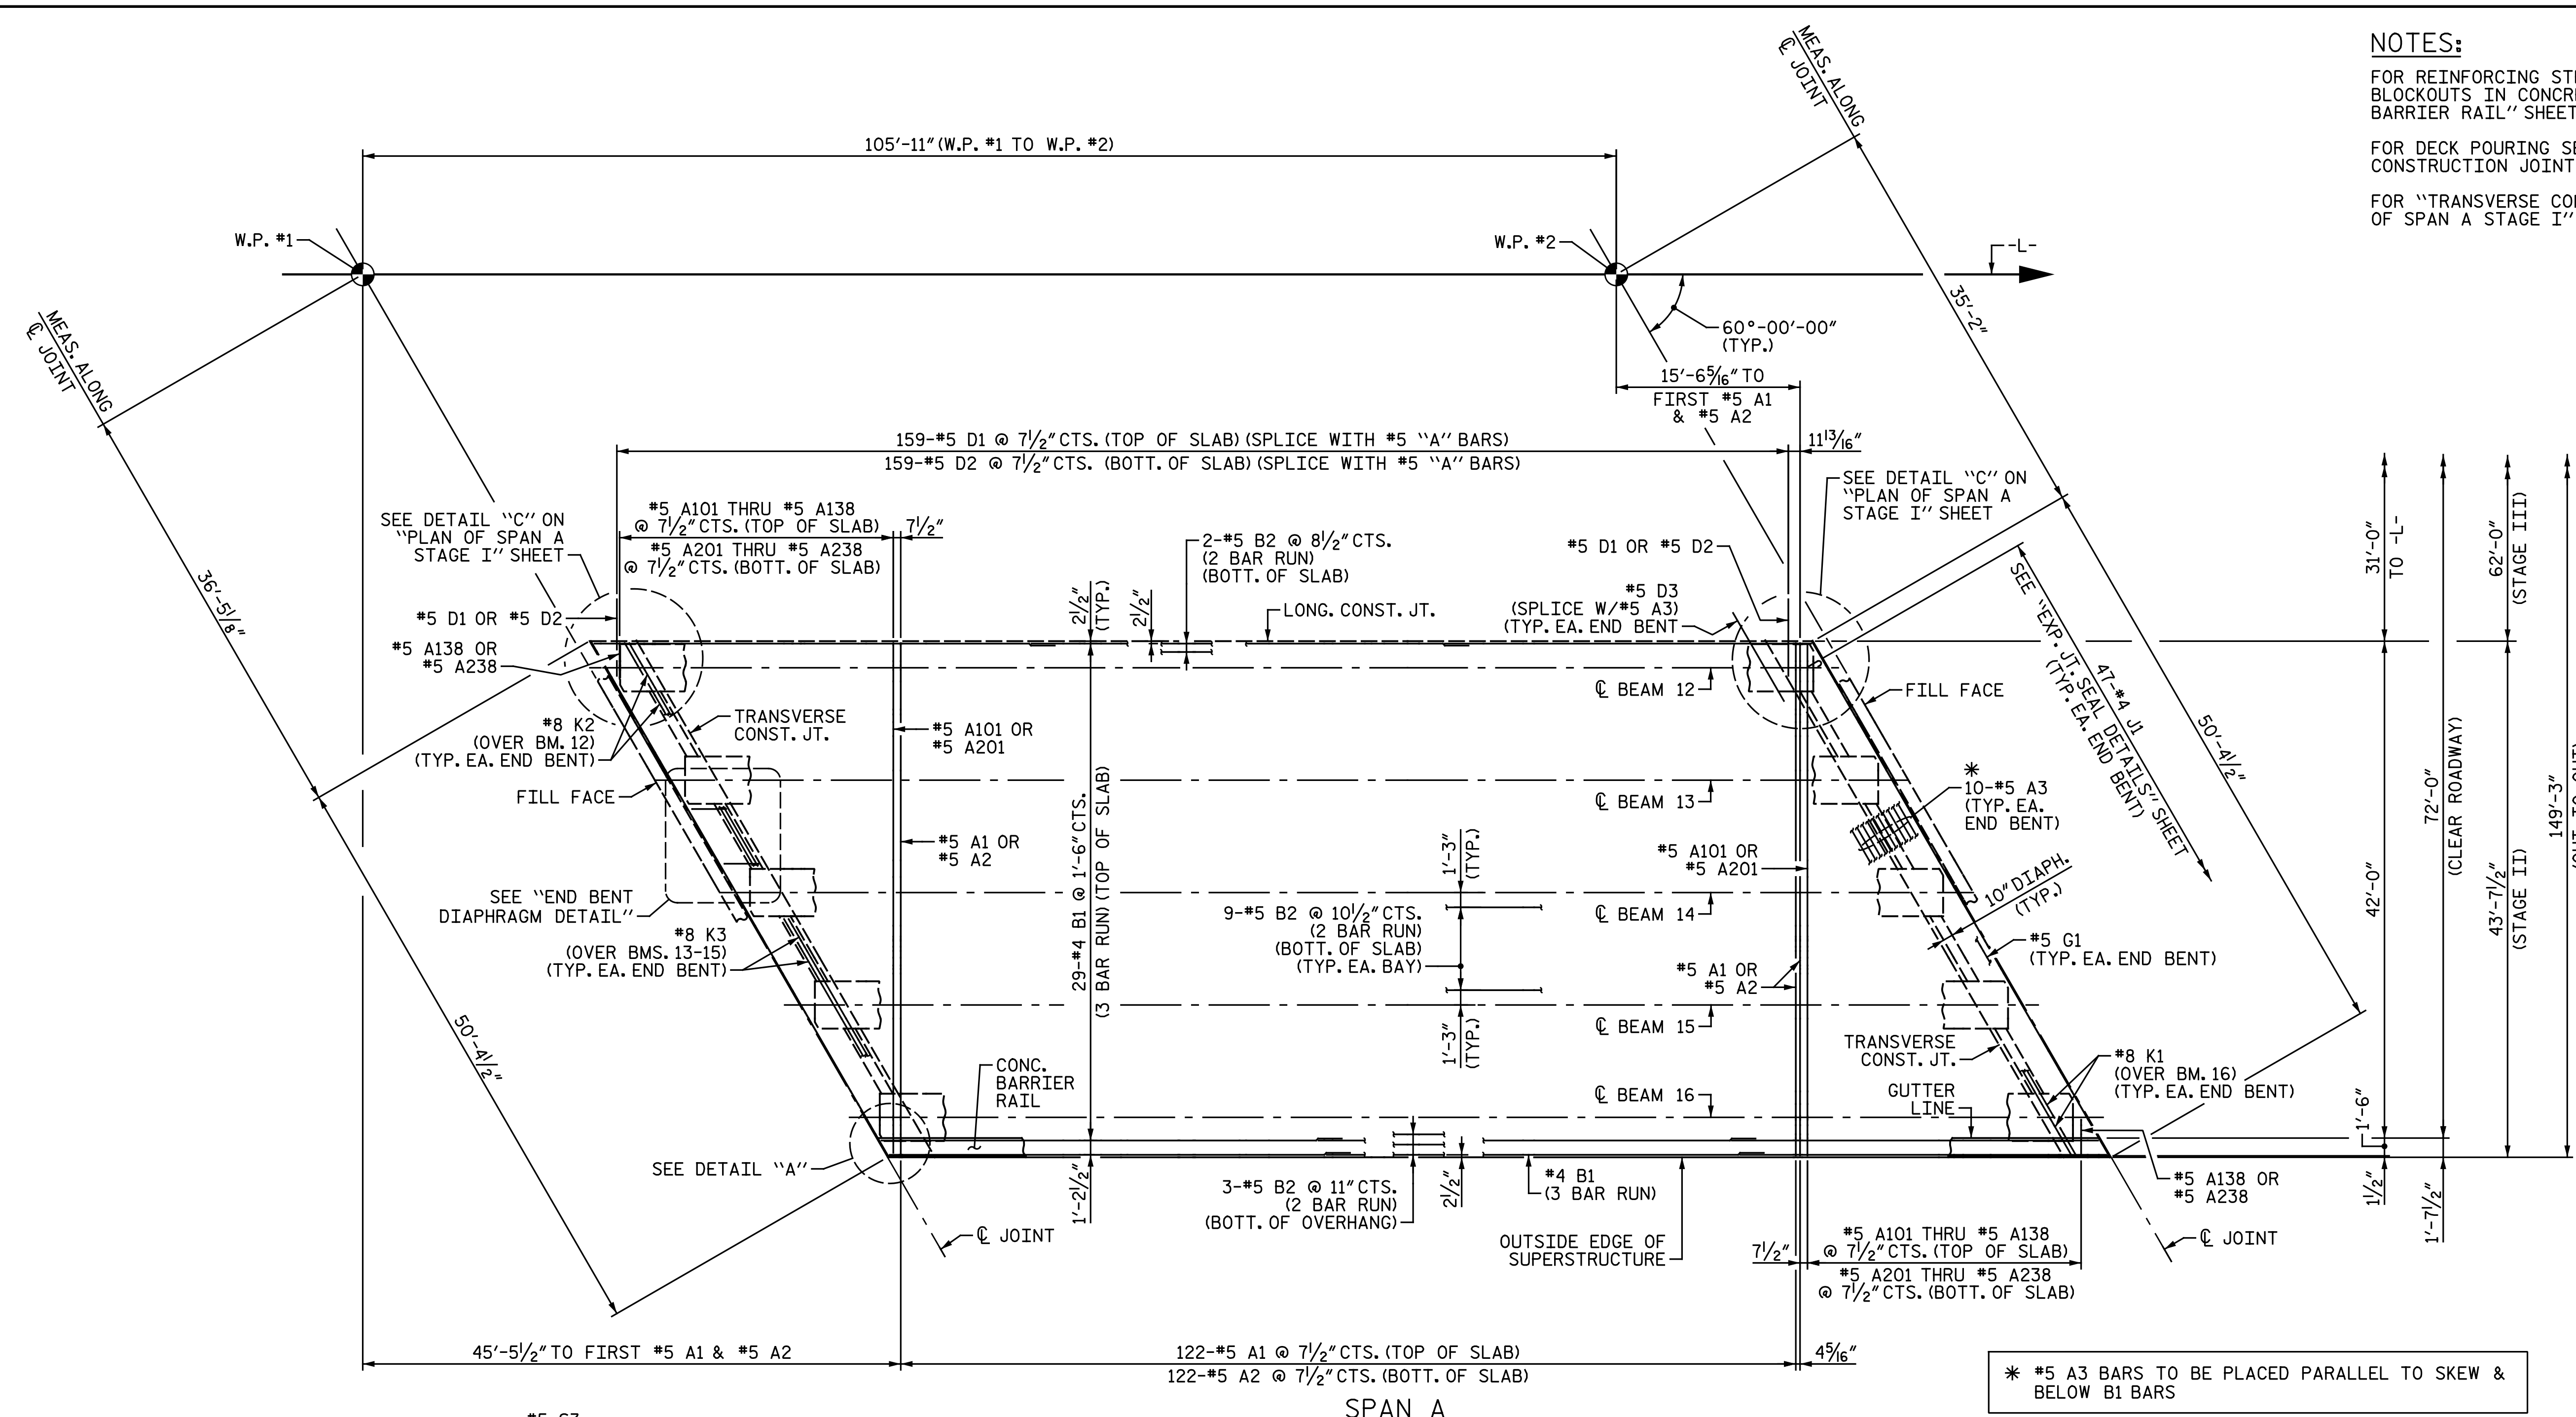 NOTES:
FOR REINFORCING
BLOCKOUTS IN
BARRIER RAIL" SHEET
FOR DECK POURING
CONSTRUCTION JOINT
FOR "TRANSVERSE
OF SPAN A STAGE I"
MEAS. ALONG
℄ JOINT
105'-11" (W.P. #1 TO W.P. #2)
W.P. #1
W.P. #2
-L-
35'-2"
60°-00'-00"
(TYP.)
MEAS. ALONG
℄ JOINT
15'-6 5/16" TO
FIRST #5 A1
& #5 A2
159-#5 D1 @ 7 1/2" CTS. (TOP OF SLAB) (SPLICE WITH #5 "A" BARS)
159-#5 D2 @ 7 1/2" CTS. (BOTT. OF SLAB) (SPLICE WITH #5 "A" BARS)
11 13/16"
SEE DETAIL "C" ON
"PLAN OF SPAN A
STAGE I" SHEET
SEE DETAIL "C" ON
"PLAN OF SPAN A
STAGE I" SHEET
#5 A101 THRU #5 A138
@ 7 1/2" CTS. (TOP OF SLAB)
#5 A201 THRU #5 A238
@ 7 1/2" CTS. (BOTT. OF SLAB)
7 1/2"
2-#5 B2 @ 8 1/2" CTS.
(2 BAR RUN)
(BOTT. OF SLAB)
#5 D1 OR #5 D2
#5 D3
(SPLICE W/#5 A3)
(TYP. EA. END BENT
36'-5 1/8"
#5 D1 OR #5 D2
#5 A138 OR
#5 A238
2 1/2"
(TYP.)
2 1/2"
LONG. CONST. JT.
31'-0"
TO -L-
62'-0"
(STAGE III)
SEE "EXP. JT. SEAL DETAILS" SHEET
47-#4 J1
(TYP. EA. END BENT)
50'-4 1/2"
℄ BEAM 12
FILL FACE
#8 K2
(OVER BM. 12)
(TYP. EA. END BENT)
TRANSVERSE
CONST. JT.
#5 A101 OR
#5 A201
FILL FACE
℄ BEAM 13
✳
10-#5 A3
(TYP. EA.
END BENT)
29-#4 B1 @ 1'-6" CTS.
(3 BAR RUN) (TOP OF SLAB)
#5 A1 OR
#5 A2
1'-3"
(TYP.)
#5 A101 OR
#5 A201
72'-0"
(CLEAR ROADWAY)
42'-0"
43'-7 1/2"
(STAGE II)
149'-3"
SEE "END BENT
DIAPHRAGM DETAIL"
9-#5 B2 @ 10 1/2" CTS.
(2 BAR RUN)
(BOTT. OF SLAB)
(TYP. EA. BAY)
℄ BEAM 14
10" DIAPH.
(TYP.)
#8 K3
(OVER BMS. 13-15)
(TYP. EA. END BENT)
#5 G1
(TYP. EA. END BENT)
#5 A1 OR
#5 A2
℄ BEAM 15
1'-3"
(TYP.)
50'-4 1/2"
TRANSVERSE
CONST. JT.
CONC.
BARRIER
RAIL
℄ BEAM 16
GUTTER
LINE
#8 K1
(OVER BM. 16)
(TYP. EA. END BENT)
1'-6"
SEE DETAIL "A"
1'-2 1/2"
3-#5 B2 @ 11" CTS.
(2 BAR RUN)
(BOTT. OF OVERHANG)
2 1/2"
#4 B1
(3 BAR RUN)
#5 A138 OR
#5 A238
1 1/2"
1'-7 1/2"
℄ JOINT
OUTSIDE EDGE OF
SUPERSTRUCTURE
7 1/2"
#5 A101 THRU #5 A138
@ 7 1/2" CTS. (TOP OF SLAB)
#5 A201 THRU #5 A238
@ 7 1/2" CTS. (BOTT. OF SLAB)
℄ JOINT
45'-5 1/2" TO FIRST #5 A1 & #5 A2
122-#5 A1 @ 7 1/2" CTS. (TOP OF SLAB)
122-#5 A2 @ 7 1/2" CTS. (BOTT. OF SLAB)
4 5/16"
✳ #5 A3 BARS TO BE PLACED PARALLEL TO SKEW &
BELOW B1 BARS
SPAN A